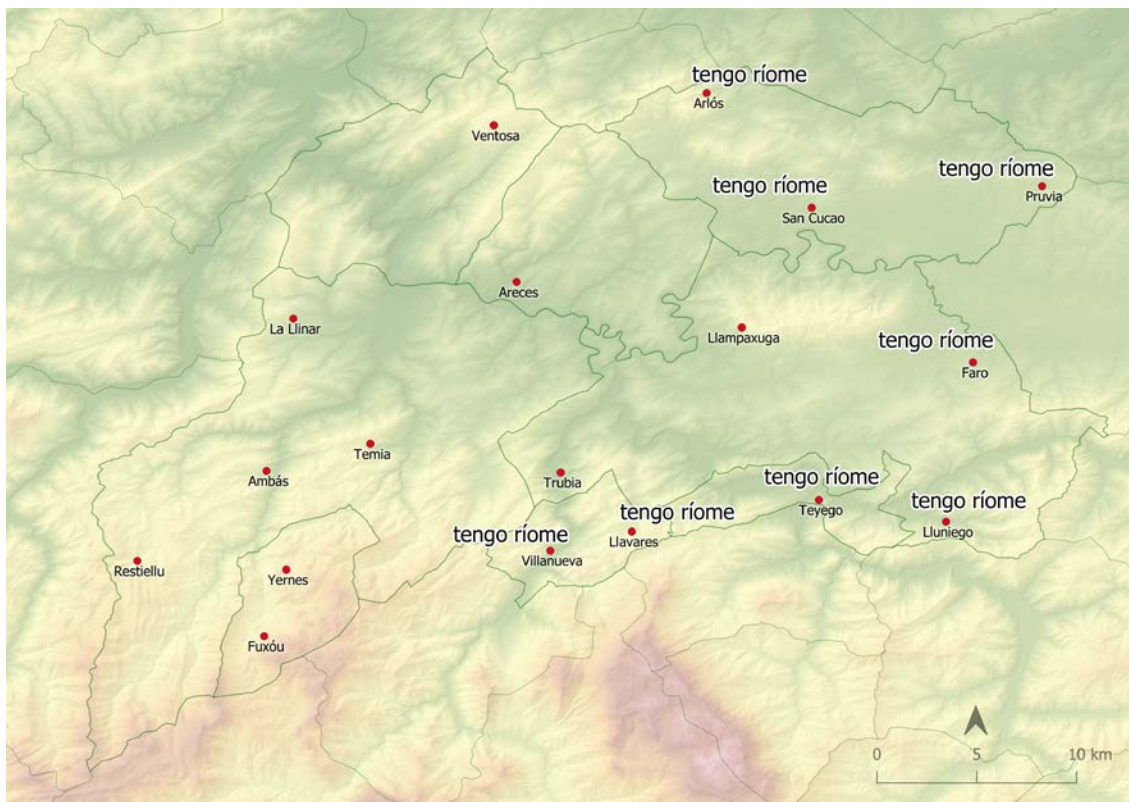 tengo ríome
Arlós
Ventosa
tengo ríome
Pruvia
tengo ríome
San Cucao
Areces
La Llinar
Llampaxuga
tengo ríome
Faro
Temia
Ambás
Trubia
tengo ríome
Teyego
tengo ríome
Lluniego
tengo ríome
Llavares
tengo ríome
Villanueva
Restiellu
Yernes
Fuxóu
0 5 10 km